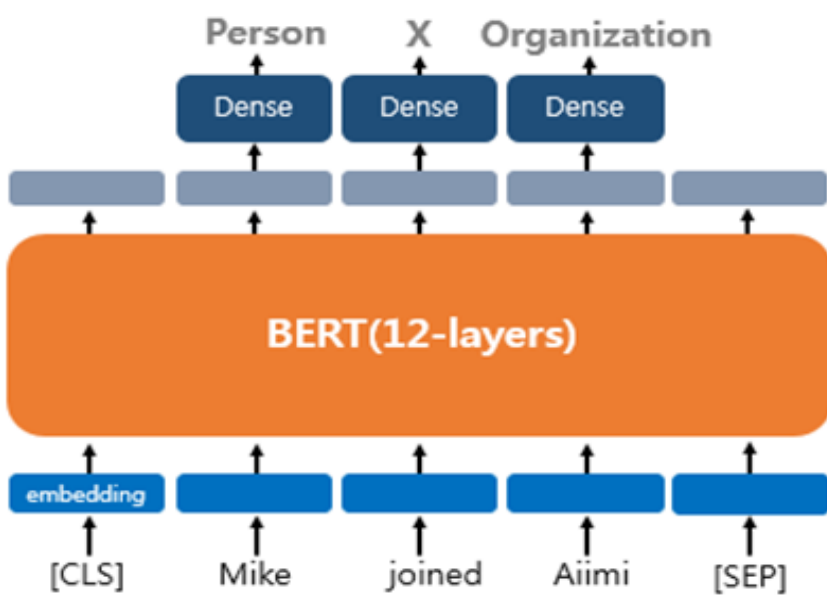 Person X Organization
Dense Dense Dense
BERT(12-layers)
embedding
[CLS] Mike joined Aiimi [SEP]